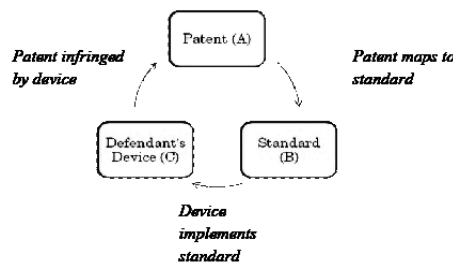 Patent (A)
Patent infringed
by device
Patent maps to
standard
Defendant's
Device (C)
Standard
(B)
Device
implements
standard